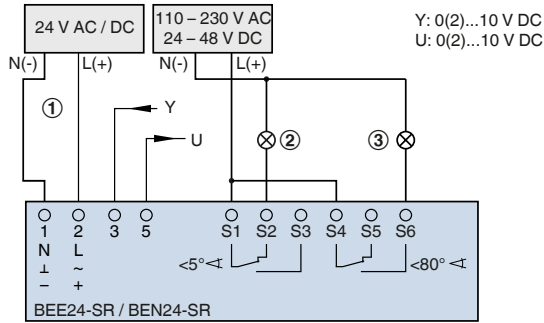 24 V AC / DC
110 – 230 V AC
24 – 48 V DC
Y: 0(2)...10 V DC
U: 0(2)...10 V DC
N(-) L(+) N(-) L(+)
1 Y
U 2 3
1 2 3 5 S1 S2 S3 S4 S5 S6
N L
⊥ ~ <5° <80°
– +
BEE24-SR / BEN24-SR